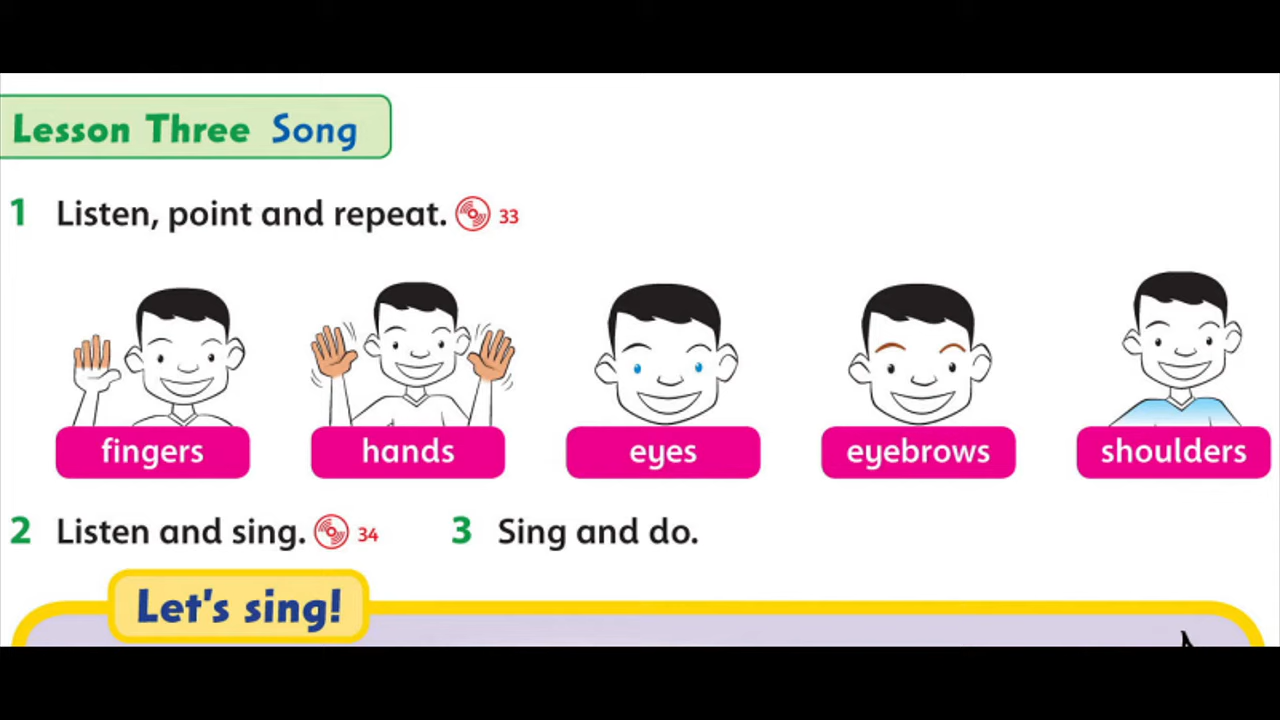 Lesson Three Song
1 Listen, point and repeat. 33
fingers hands eyes eyebrows shoulders
2 Listen and sing. 34 3 Sing and do.
Let's sing!